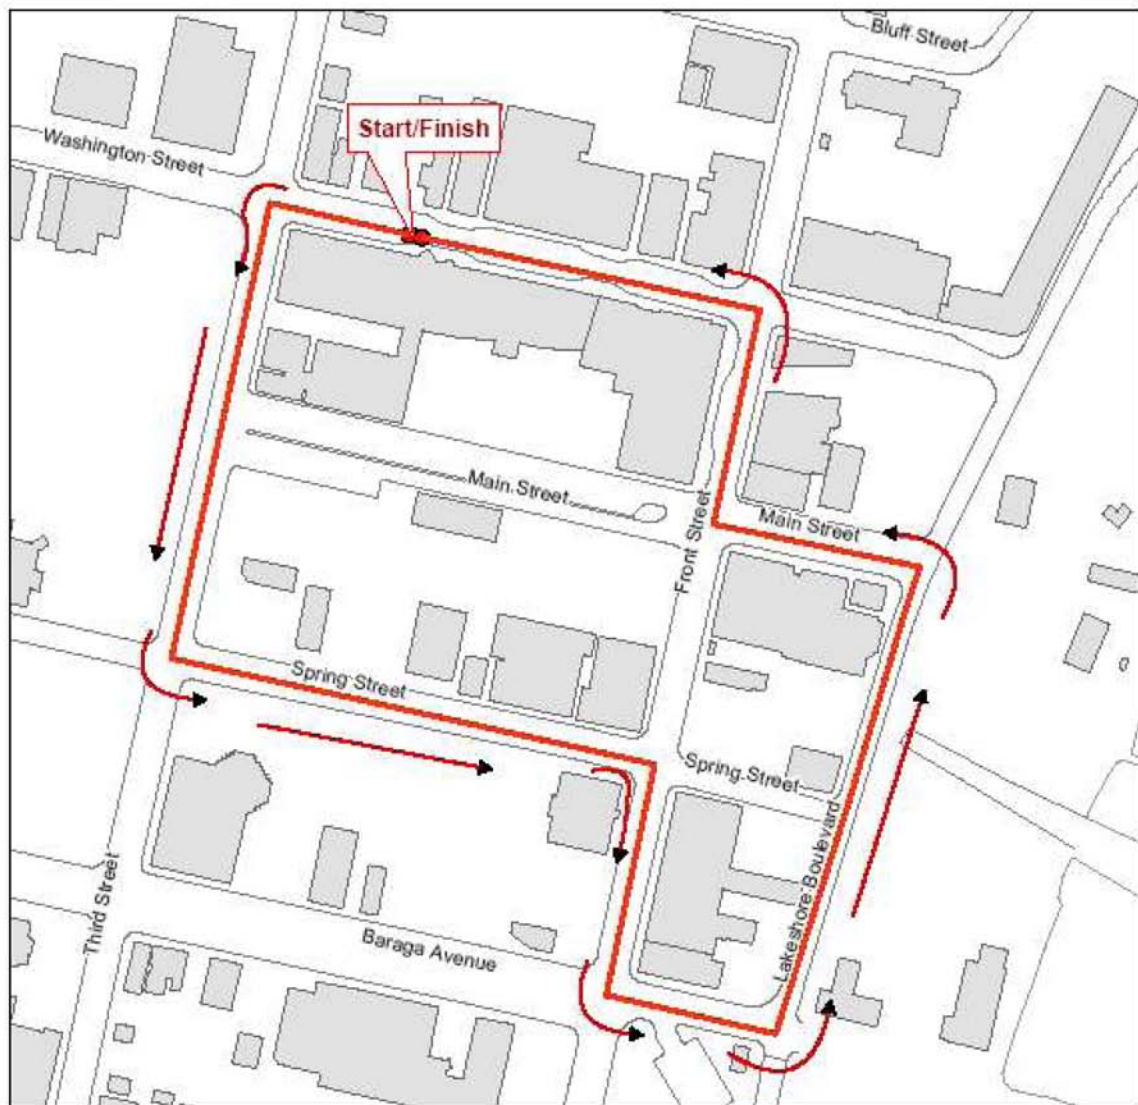 Bluff Street
Start/Finish
Washington Street
Main Street
Main Street
Front Street
Spring Street
Spring Street
Lakeshore Boulevard
Third Street
Baraga Avenue